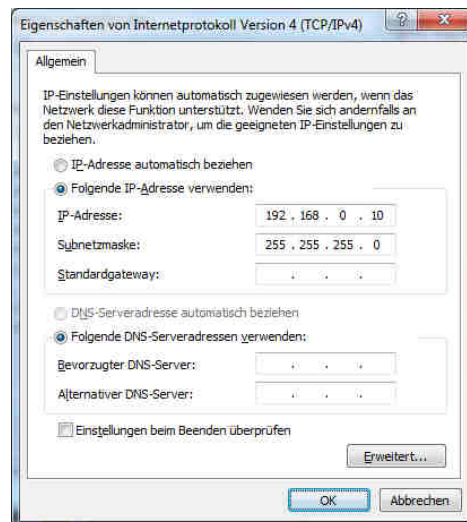 Eigenschaften von Internetprotokoll Version 4 (TCP/IPv4)
Allgemein
IP-Einstellungen können automatisch zugewiesen werden, wenn das
Netzwerk diese Funktion unterstützt. Wenden Sie sich andernfalls an
den Netzwerkadministrator, um die geeigneten IP-Einstellungen zu
beziehen.
IP-Adresse automatisch beziehen
Folgende IP-Adresse verwenden:
IP-Adresse: 192 . 168 . 0 . 10
Subnetzmaske: 255 . 255 . 255 . 0
Standardgateway: . . .
DNS-Serveradresse automatisch beziehen
Folgende DNS-Serveradressen verwenden:
Bevorzugter DNS-Server: . . .
Alternativer DNS-Server: . . .
Einstellungen beim Beenden überprüfen
Erweitert...
OK Abbrechen